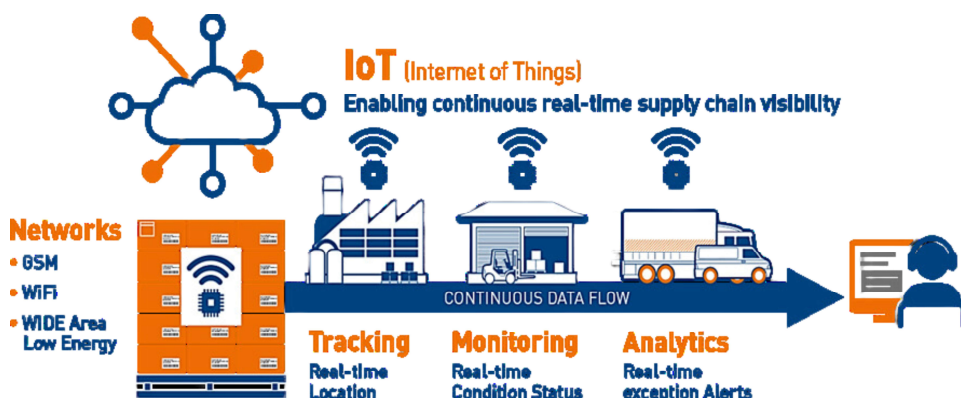 IoT (Internet of Things)
Enabling continuous real-time supply chain visibility
Networks
• GSM
• WiFi
• WIDE Area
Low Energy
CONTINUOUS DATA FLOW
Tracking
Real-time
Location
Monitoring
Real-time
Condition Status
Analytics
Real-time
exception Alerts